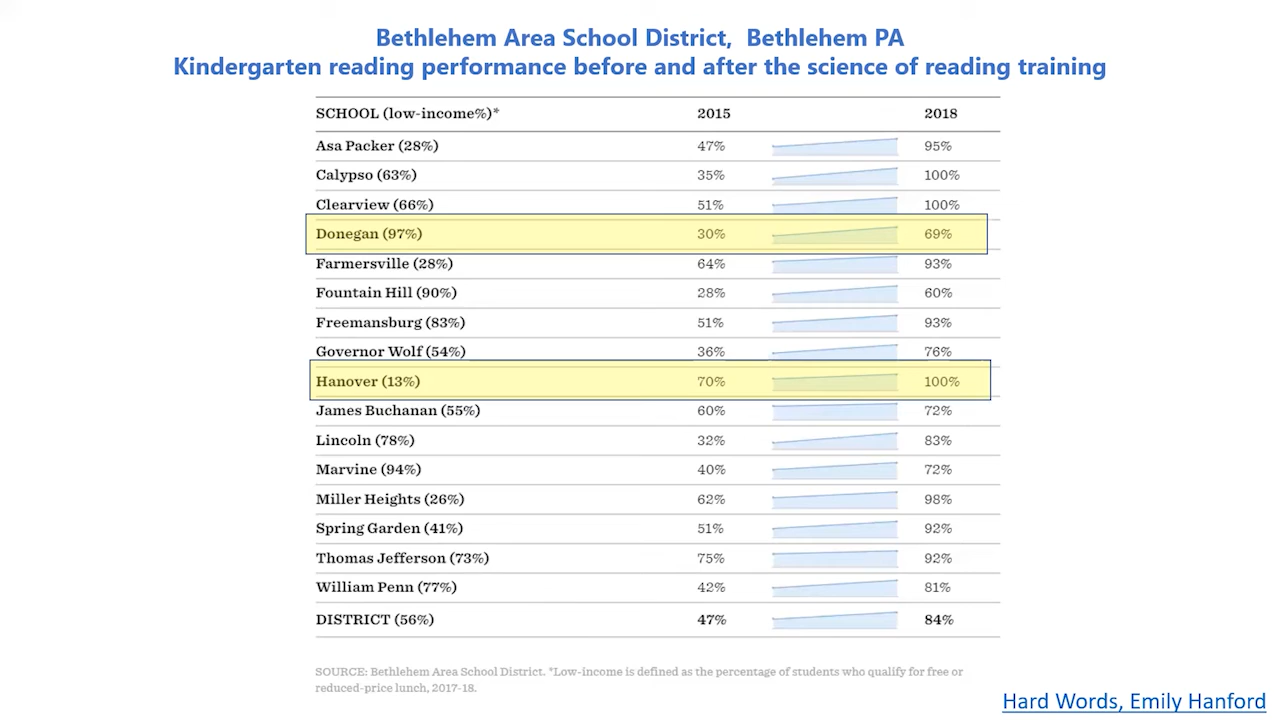 Bethlehem Area School District, Bethlehem PA
Kindergarten reading performance before and after the science of reading training
SCHOOL (low-income%)* 2015 2018
Asa Packer (28%) 47% 95%
Calypso (63%) 35% 100%
Clearview (66%) 51% 100%
Donegan (97%) 30% 69%
Farmersville (28%) 64% 93%
Fountain Hill (90%) 28% 60%
Freemansburg (83%) 51% 93%
Governor Wolf (54%) 36% 76%
Hanover (13%) 70% 100%
James Buchanan (55%) 60% 72%
Lincoln (78%) 32% 83%
Marvine (94%) 40% 72%
Miller Heights (26%) 62% 98%
Spring Garden (41%) 51% 92%
Thomas Jefferson (73%) 75% 92%
William Penn (77%) 42% 81%
DISTRICT (56%) 47% 84%
SOURCE: Bethlehem Area School District. *Low-income is defined as the percentage of students who qualify for free or
reduced-price lunch, 2017-18.
Hard Words, Emily Hanford